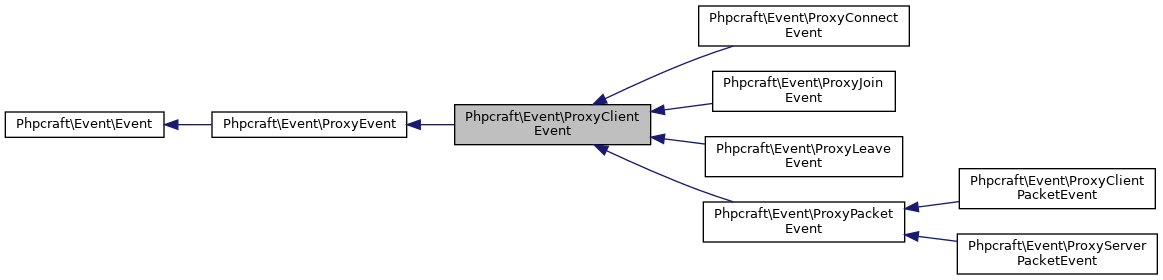 Phpcraft\Event\Event
Phpcraft\Event\ProxyEvent
Phpcraft\Event\ProxyClient
Event
Phpcraft\Event\ProxyConnect
Event
Phpcraft\Event\ProxyJoin
Event
Phpcraft\Event\ProxyLeave
Event
Phpcraft\Event\ProxyPacket
Event
Phpcraft\Event\ProxyClient
PacketEvent
Phpcraft\Event\ProxyServer
PacketEvent